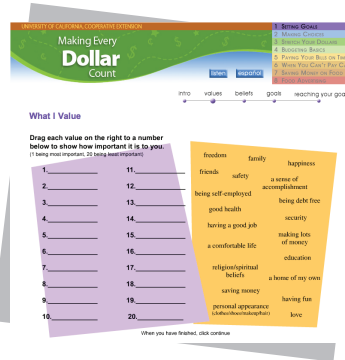 UNIVERSITY OF CALIFORNIA, COOPERATIVE EXTENSION
Making Every
Dollar
Count
listen
español
1 Setting Goals
2 Making Choices
3 Stretch Your Dollars
4 Budgeting Basics
5 Paying Your Bills on
6 When You Can't Pay
7 Saving Money on Food
8 Food Advertising
intro values beliefs goals reaching your
What I Value
Drag each value on the right to a number
below to show how important it is to you.
(1 being most important, 20 being least important)
1.
2.
3.
4.
5.
6.
7.
8.
9.
10.
11.
12.
13.
14.
15.
16.
17.
18.
19.
20.
freedom
family
happiness
friends
safety
a sense of
accomplishment
being self-employed
being debt free
good health
security
having a good job
making lots
of money
a comfortable life
education
religion/spiritual
beliefs
a home of my own
saving money
having fun
personal appearance
(clothes/shoes/makeup/hair)
love
When you have finished, click continue